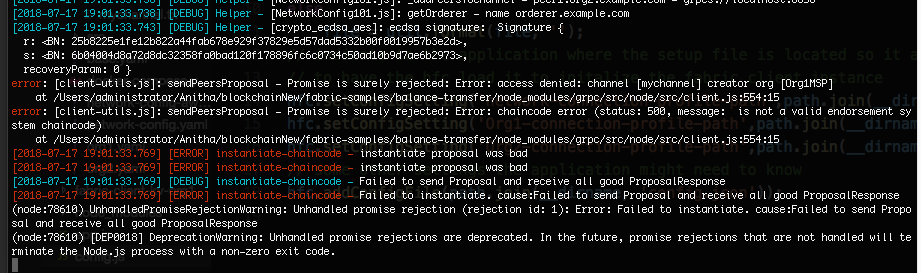 [2018-07-17 19:01:33.738] [DEBUG] Helper - [NetworkConfig101.js]: getOrderer - name orderer.example.com
[2018-07-17 19:01:33.743] [DEBUG] Helper - [crypto_ecdsa_aes]: ecdsa signature: Signature {
r: <BN: 25b8225e1fe12b822a44fdb678e929f378295e5d57dad5332b08f0019957b3e2d>,
s: <BN: 6b04004d8a72d8dc32358fa0bad120f178896fc6c0734c50ad10b9d7ae6b2973>,
recoveryParam: 0 }
error: [client-utils.js]: sendPeersProposal - Promise is surely rejected: Error: access denied: channel [mychannel] creator org [Org1MSP]
at /Users/administrator/Anitha/blockchainNew/fabric-samples/balance-transfer/node_modules/grpc/src/node/src/client.js:554:15
error: [client-utils.js]: sendPeersProposal - Promise is surely rejected: Error: chaincode error (status: 500, message: is not a valid endorsement sy
stem chaincode)
at /Users/administrator/Anitha/blockchainNew/fabric-samples/balance-transfer/node_modules/grpc/src/node/src/client.js:554:15
[2018-07-17 19:01:33.769] [ERROR] instantiate-chaincode - instantiate proposal was bad
[2018-07-17 19:01:33.769] [ERROR] instantiate-chaincode - instantiate proposal was bad
[2018-07-17 19:01:33.769] [DEBUG] instantiate-chaincode - Failed to send Proposal and receive all good ProposalResponse
[2018-07-17 19:01:33.769] [ERROR] instantiate-chaincode - Failed to instantiate. cause:Failed to send Proposal and receive all good ProposalResponse
(node:78610) UnhandledPromiseRejectionWarning: Unhandled promise rejection (rejection id: 1): Error: Failed to instantiate. cause:Failed to send Propo
sal and receive all good ProposalResponse
(node:78610) [DEP0018] DeprecationWarning: Unhandled promise rejections are deprecated. In the future, promise rejections that are not handled will te
rminate the Node.js process with a non-zero exit code.